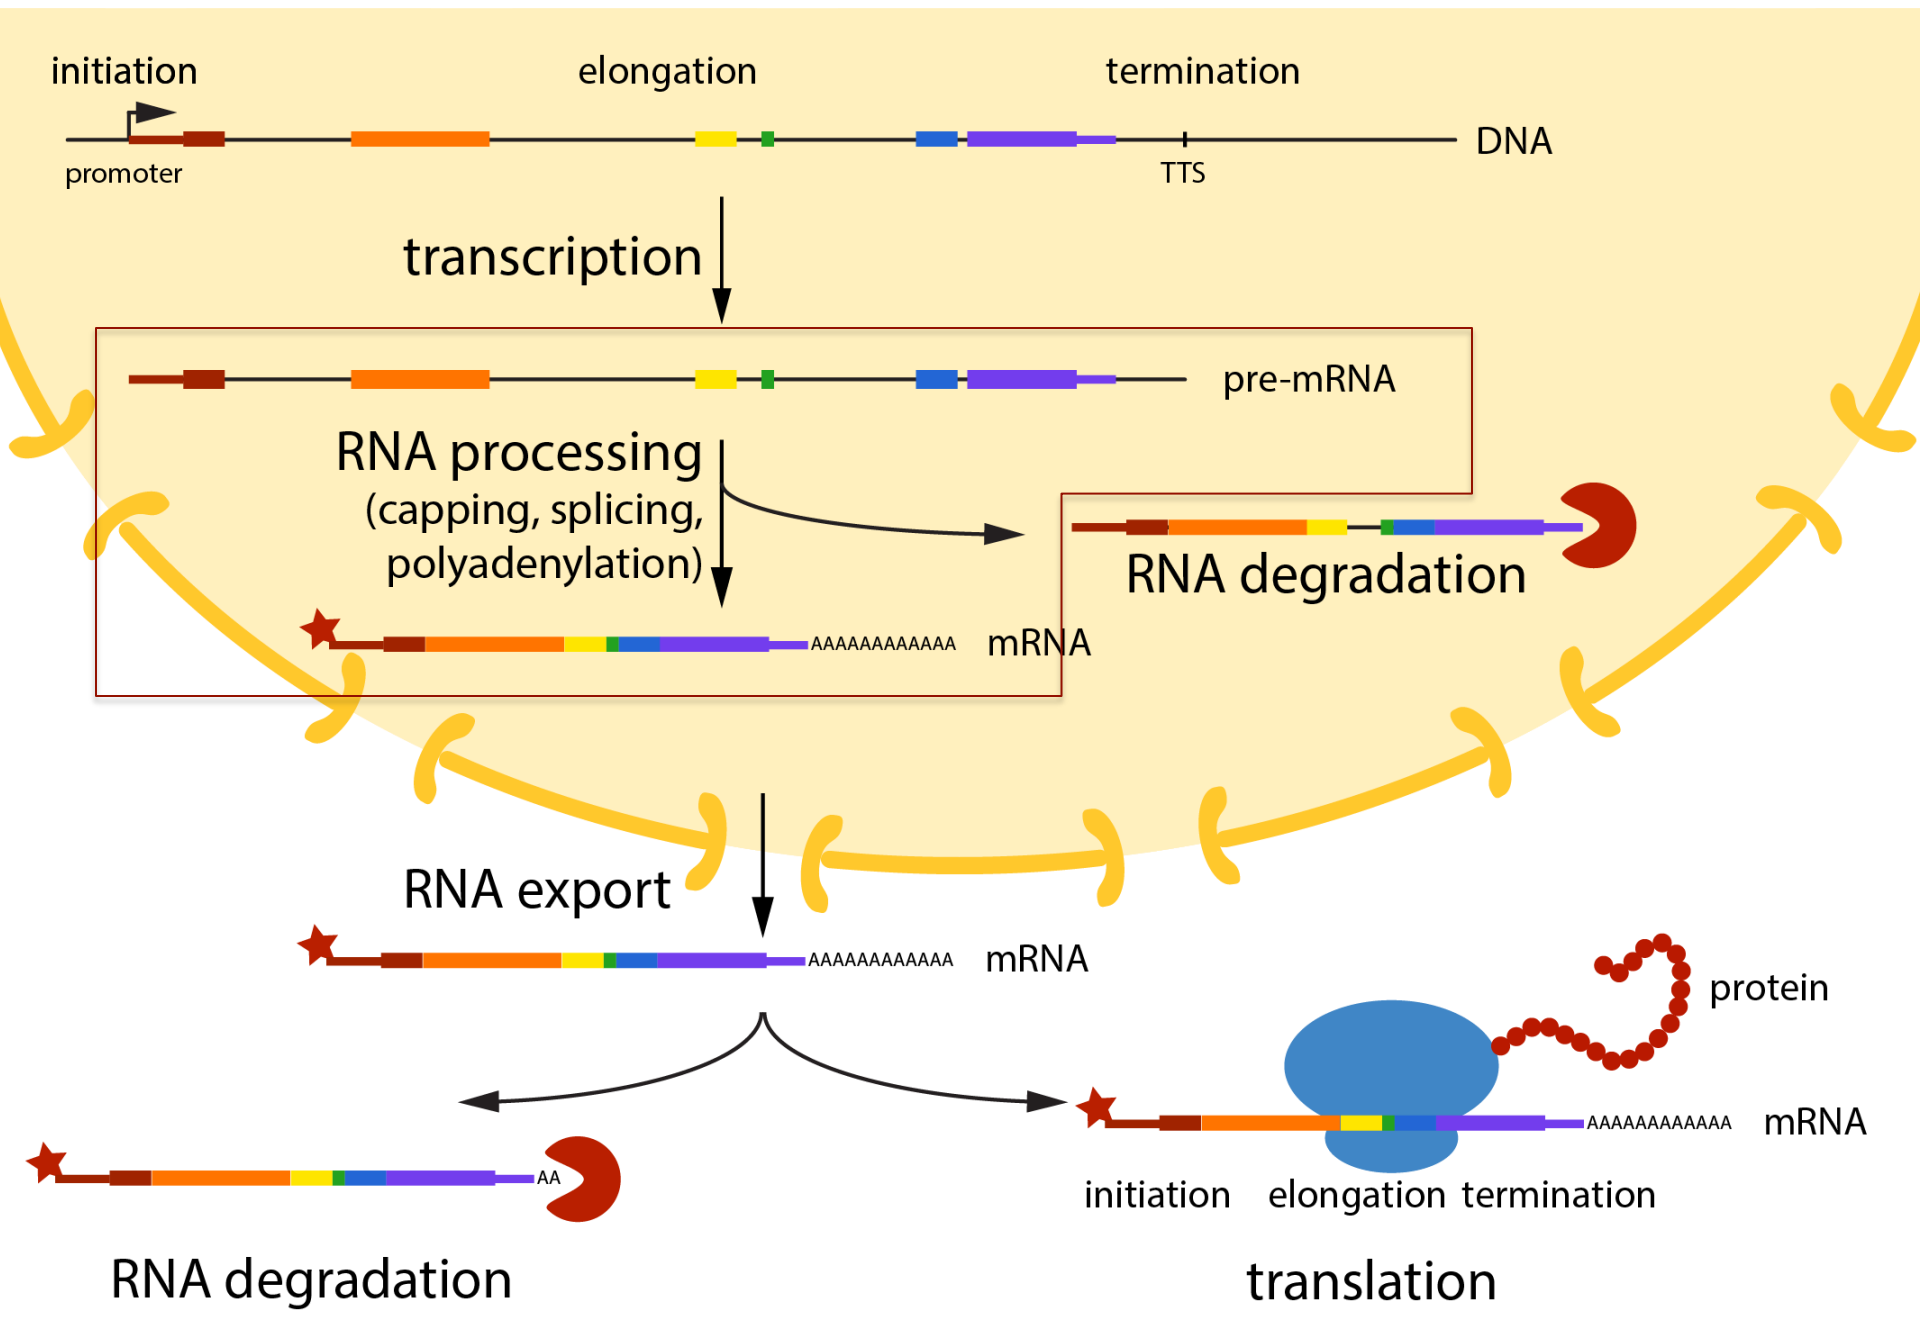 initiation
elongation
termination
DNA
promoter
TTS
transcription
pre-mRNA
RNA processing
(capping, splicing,
polyadenylation)
RNA degradation
AAAAAAAAAAAA
mRNA
RNA export
AAAAAAAAAAAA
mRNA
protein
AAAAAAAAAAAA
mRNA
AA
initiation
elongation
termination
RNA degradation
translation